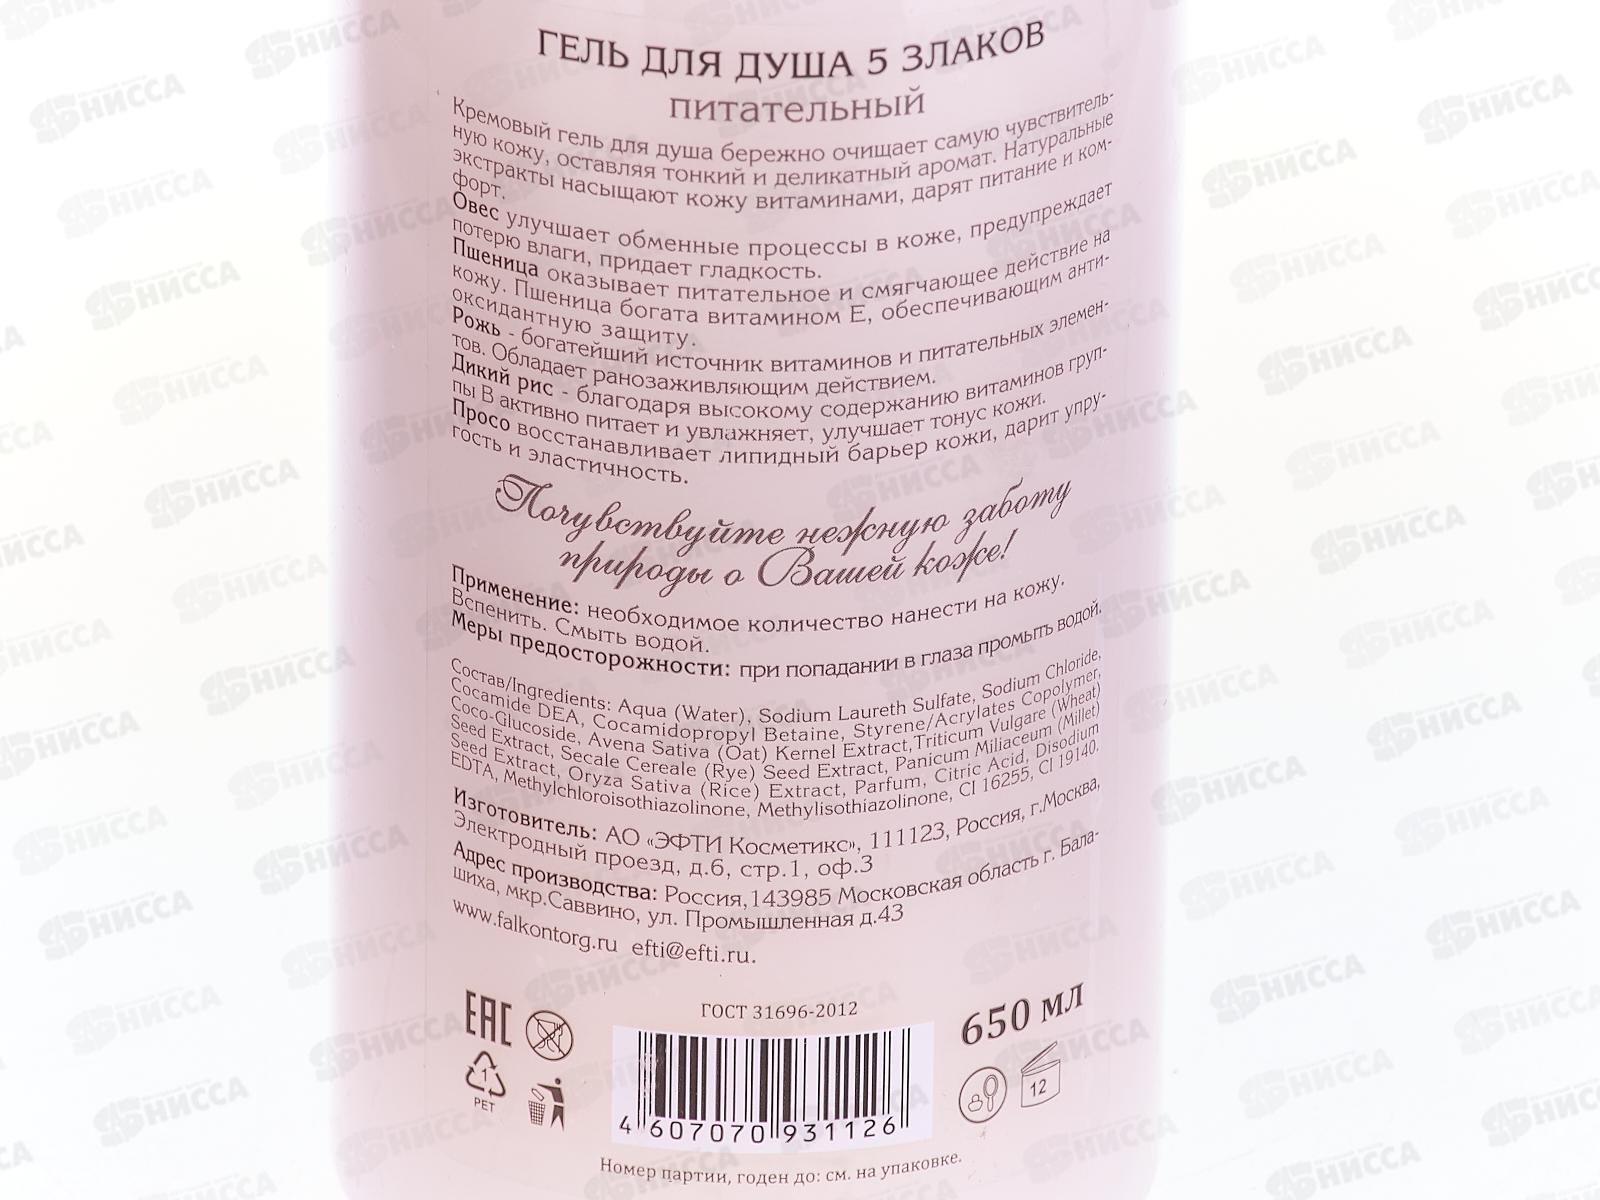 ГЕЛЬ ДЛЯ ДУША 5 ЗЛАКОВ
питательный
Кремовый гель для душа бережно очищает самую чувствитель-
ную кожу, оставляя тонкий и деликатный аромат. Натуральные
экстракты насыщают кожу витаминами, дарят питание и ком-
форт.
Овес улучшает обменные процессы в коже, предупреждает
потерю влаги, придает гладкость.
Пшеница оказывает питательное и смягчающее действие на
кожу. Пшеница богата витамином Е, обеспечивающим анти-
оксидантную защиту.
Рожь - богатейший источник витаминов и питательных элемен-
тов. Обладает ранозаживляющим действием.
Дикий рис - благодаря высокому содержанию витаминов груп-
пы В активно питает и увлажняет, улучшает тонус кожи.
Просо восстанавливает липидный барьер кожи, дарит упру-
гость и эластичность.
Почувствуйте нежную заботу
природы о Вашей коже!
Применение: необходимое количество нанести на кожу.
Вспенить. Смыть водой.
Меры предосторожности: при попадании в глаза промыть водой.
Состав/Ingredients: Aqua (Water), Sodium Laureth Sulfate, Sodium Chloride,
Cocamide DEA, Cocamidopropyl Betaine, Styrene/Acrylates Copolymer,
Coco-Glucoside, Avena Sativa (Oat) Kernel Extract, Triticum Vulgare (Wheat)
Seed Extract, Secale Cereale (Rye) Seed Extract, Panicum Miliaceum (Millet)
Seed Extract, Oryza Sativa (Rice) Extract, Parfum, Citric Acid, Disodium
EDTA, Methylchloroisothiazolinone, Methylisothiazolinone, CI 16255, CI 19140.
Изготовитель: АО «ЭФТИ Косметикс», 111123, Россия, г.Москва,
Электродный проезд, д.6, стр.1, оф.3
Адрес производства: Россия,143985 Московская область г. Бала-
шиха, мкр.Саввино, ул. Промышленная д.43
www.falkontorg.ru efti@efti.ru.
ЕАС
ГОСТ 31696-2012
650 мл
1
PET
12
4 607070 931126
Номер партии, годен до: см. на упаковке.
НИССА